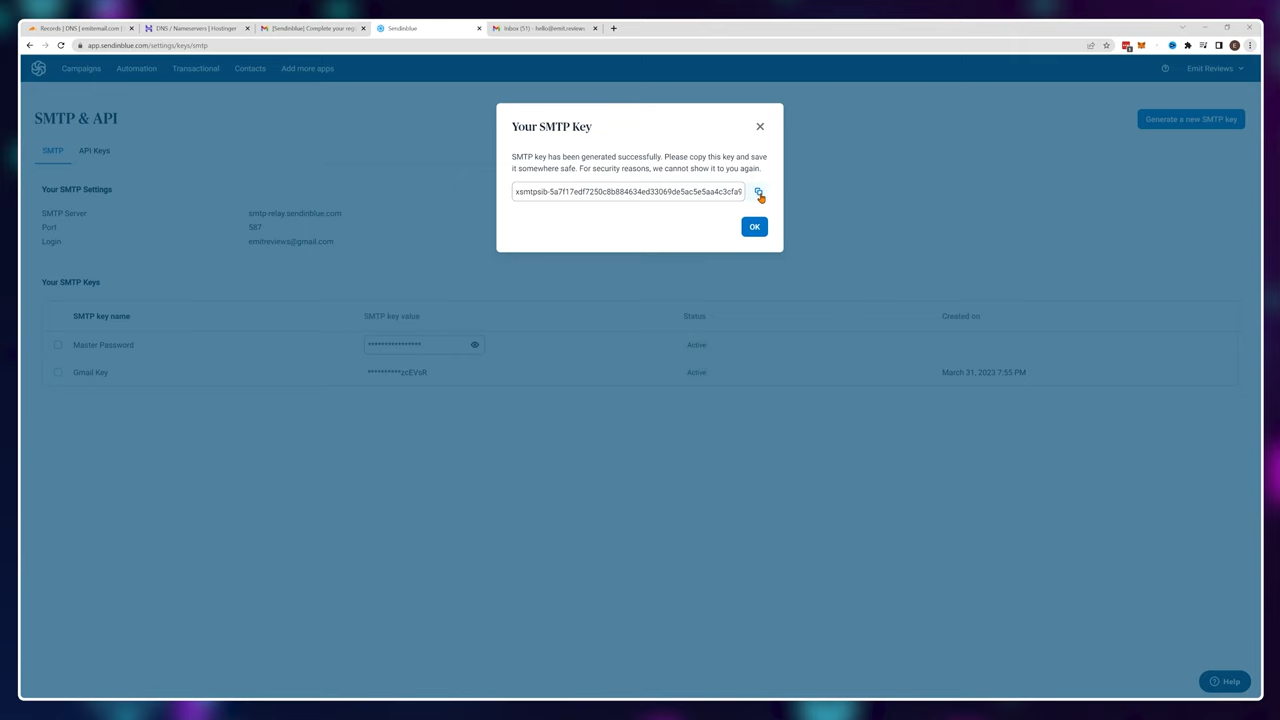 Records | DNS | emitemail.com |
DNS / Nameservers | Hostinger
[Sendinblue] Complete your regi
Sendinblue
Inbox (51) - hello@emit.reviews
app.sendinblue.com/settings/keys/smtp
Campaigns Automation Transactional Contacts Add more apps Emit Reviews
SMTP & API
Generate a new SMTP key
SMTP API Keys
Your SMTP Settings
SMTP Server smtp-relay.sendinblue.com
Port 587
Login emitreviews@gmail.com
Your SMTP Keys
SMTP key name SMTP key value Status Created on
Master Password *************** Active
Gmail Key **********zcEVsR Active March 31, 2023 7:55 PM
Your SMTP Key
SMTP key has been generated successfully. Please copy this key and save
it somewhere safe. For security reasons, we cannot show it to you again.
xsmtpsib-5a7f17edf7250c8b884634ed33069de5ac5e5aa4c3cfa9
OK
Help